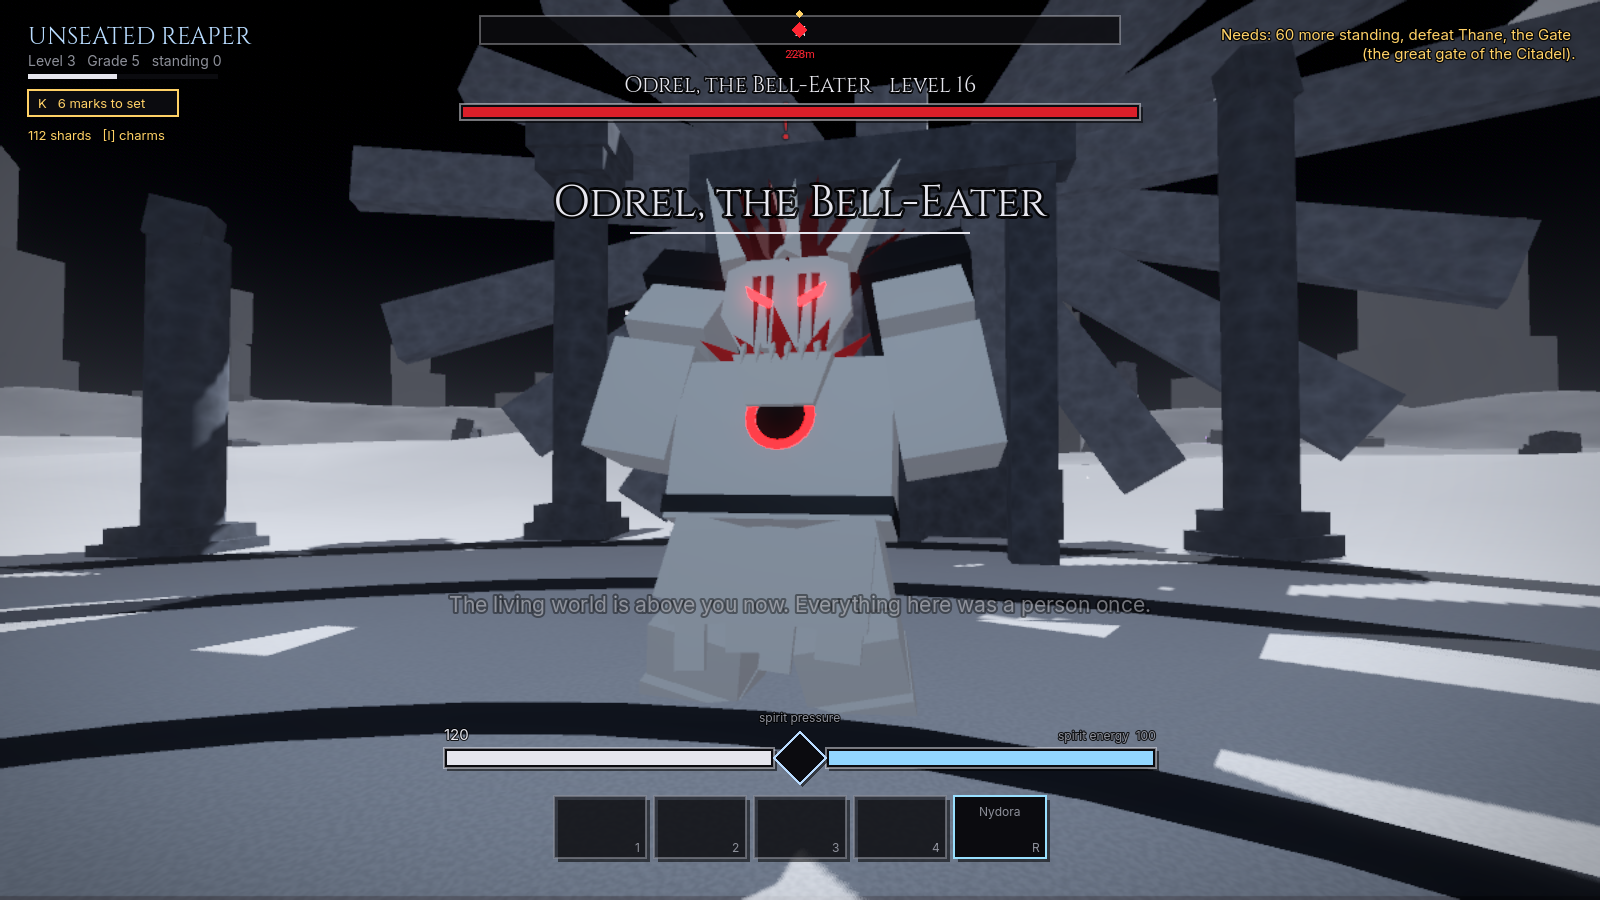 UNSEATED REAPER
Level 3 Grade 5 standing 0
K 6 marks to set
112 shards [I] charms
Needs: 60 more standing, defeat Thane, the Gate
(the great gate of the Citadel).
Odrel, the Bell-Eater level 16
!
Odrel, the Bell-Eater
The living world is above you now. Everything here was a person once.
spirit pressure
120
spirit energy 100
1
2
3
4
Nydora
R